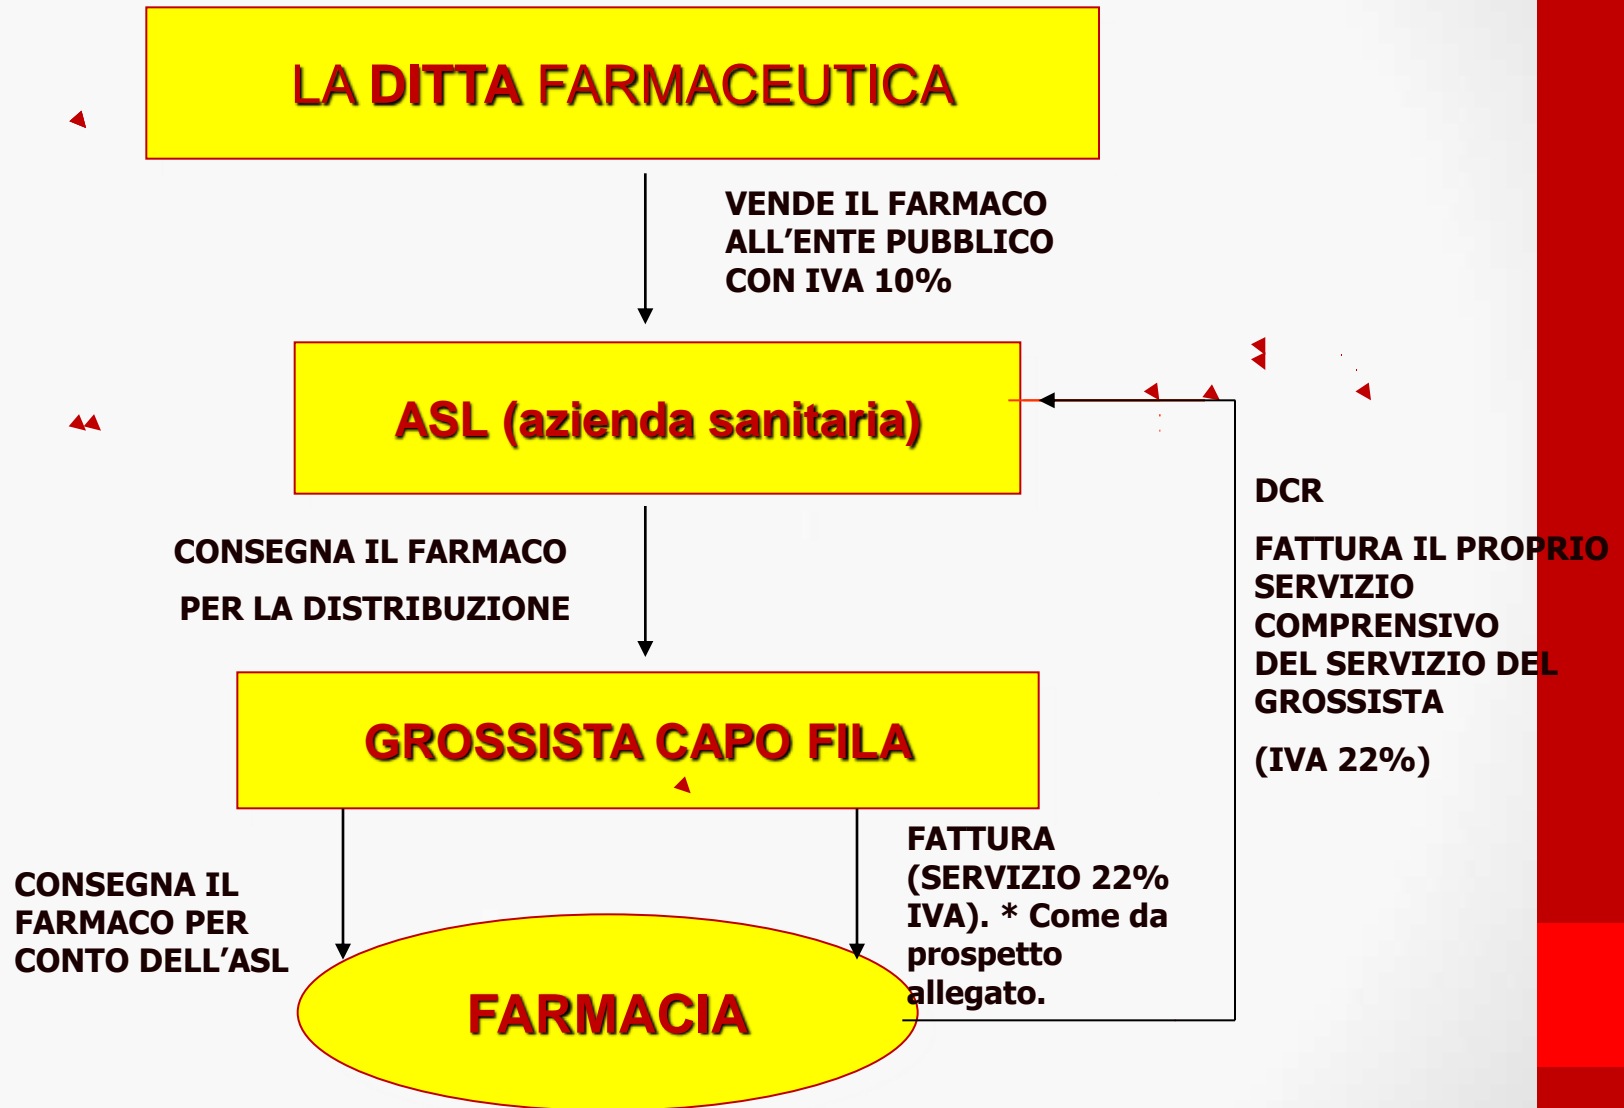 LA DITTA FARMACEUTICA
VENDE IL FARMACO
ALL’ENTE PUBBLICO
CON IVA 10%
ASL (azienda sanitaria)
CONSEGNA IL FARMACO
PER LA DISTRIBUZIONE
DCR
FATTURA IL PROPRIO
SERVIZIO
COMPRENSIVO
DEL SERVIZIO DEL
GROSSISTA
(IVA 22%)
GROSSISTA CAPO FILA
CONSEGNA IL
FARMACO PER
CONTO DELL’ASL
FATTURA
(SERVIZIO 22%
IVA). * Come da
prospetto
allegato.
FARMACIA